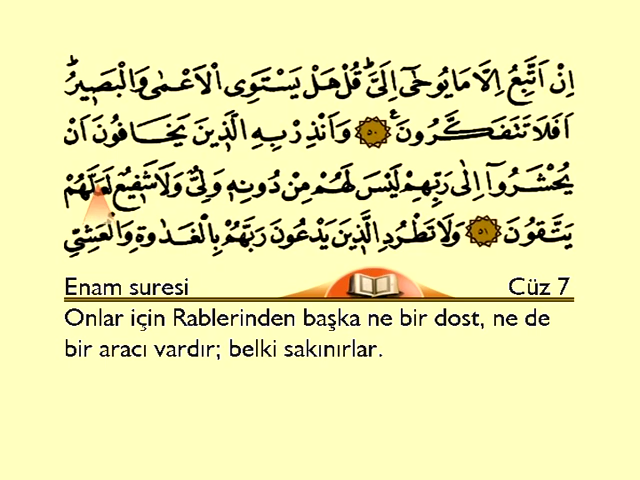 اِنْ اَتَّبِعُ اِلَّا مَا يُوحٰٓى اِلَيَّۜ قُلْ هَلْ يَسْتَوِي الْاَعْمٰى وَالْبَص۪يرُۜ
اَفَلَا تَتَفَكَّرُونَ۟ ٥٠ وَاَنْذِرْ بِهِ الَّذ۪ينَ يَخَافُونَ اَنْ
يُحْشَرُٓوا اِلٰى رَبِّهِمْ لَيْسَ لَهُمْ مِنْ دُونِه۪ وَلِيٌّ وَلَا شَف۪يعٌ لَعَلَّهُمْ
يَتَّقُونَ ٥١ وَلَا تَطْرُدِ الَّذ۪ينَ يَدْعُونَ رَبَّهُمْ بِالْغَدٰوةِ وَالْعَشِيِّ
Enam suresi Cüz 7
Onlar için Rablerinden başka ne bir dost, ne de
bir aracı vardır; belki sakınırlar.